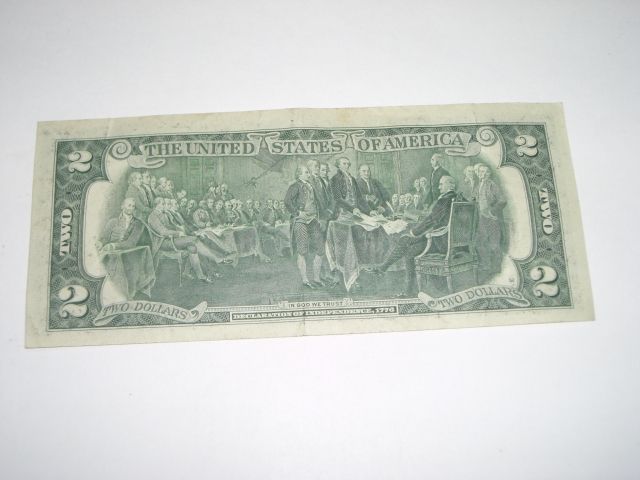 THE UNITED STATES OF AMERICA
2
2
TWO
TWO
2
2
TWO DOLLARS
TWO DOLLARS
IN GOD WE TRUST
DECLARATION OF INDEPENDENCE, 1776